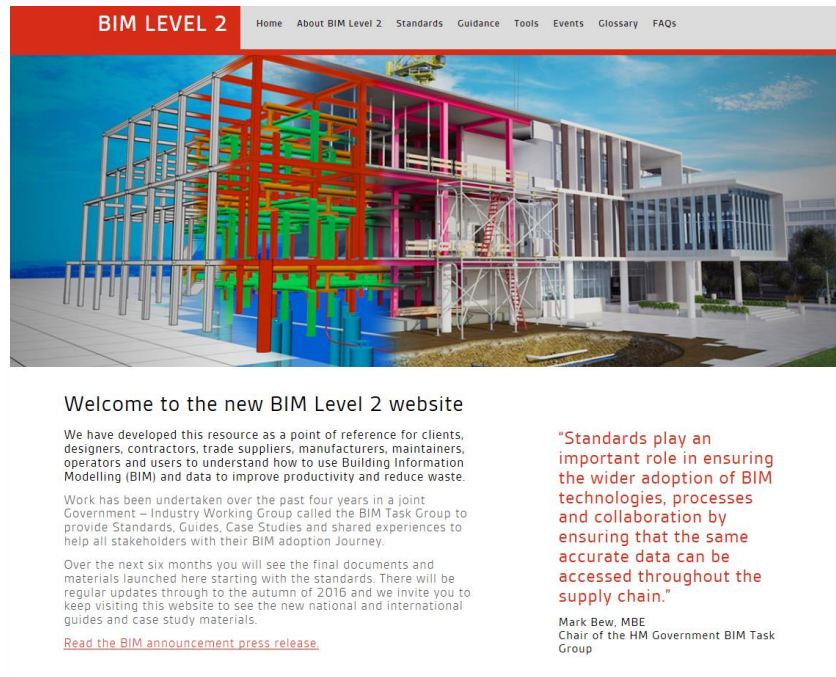 BIM LEVEL 2
Home About BIM Level 2 Standards Guidance Tools Events Glossary FAQs
Welcome to the new BIM Level 2 website
We have developed this resource as a point of reference for clients,
designers, contractors, trade suppliers, manufacturers, maintainers,
operators and users to understand how to use Building Information
Modelling (BIM) and data to improve productivity and reduce waste.
Work has been undertaken over the past four years in a joint
Government – Industry Working Group called the BIM Task Group to
provide Standards, Guides, Case Studies and shared experiences to
help all stakeholders with their BIM adoption Journey.
Over the next six months you will see the final documents and
materials launched here starting with the standards. There will be
regular updates through to the autumn of 2016 and we invite you to
keep visiting this website to see the new national and international
guides and case study materials.
Read the BIM announcement press release.
“Standards play an
important role in ensuring
the wider adoption of BIM
technologies, processes
and collaboration by
ensuring that the same
accurate data can be
accessed throughout the
supply chain.”
Mark Bew, MBE
Chair of the HM Government BIM Task
Group